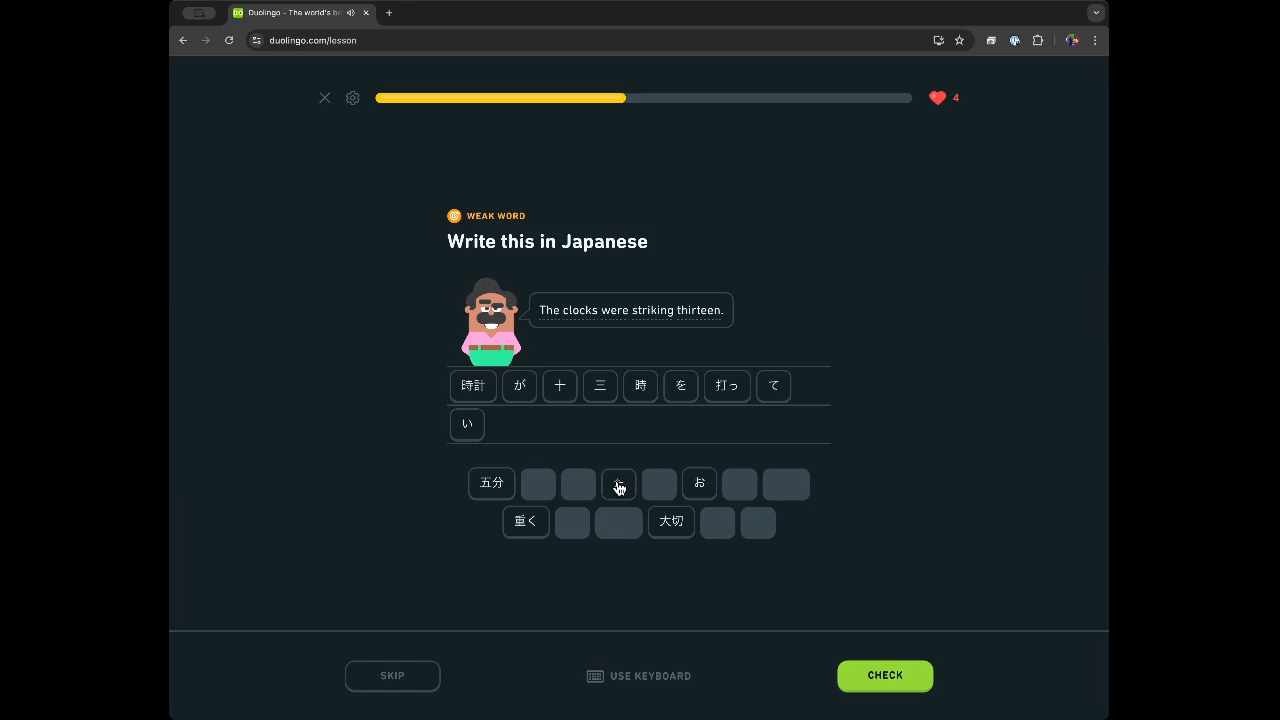 Duolingo - The world's be
duolingo.com/lesson
4
WEAK WORD
Write this in Japanese
The clocks were striking thirteen.
時計 が 十 三 時 を 打っ て
い
五分 お
重く 大切
SKIP
USE KEYBOARD
CHECK